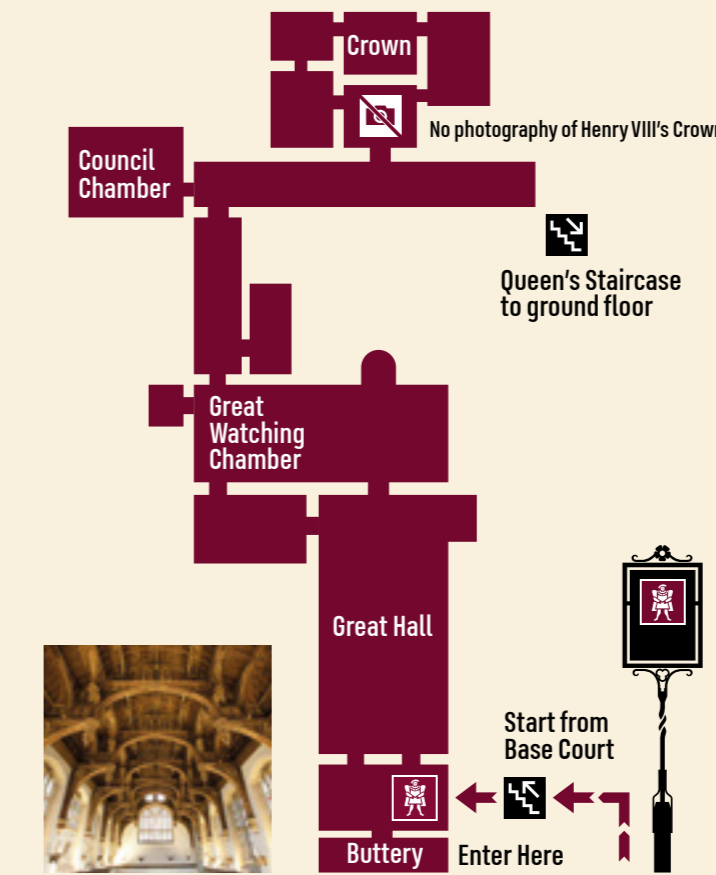 Crown
No photography of Henry VIII's Crown
Council
Chamber
Queen's Staircase
to ground floor
Great
Watching
Chamber
Great Hall
Start from
Base Court
Buttery
Enter Here